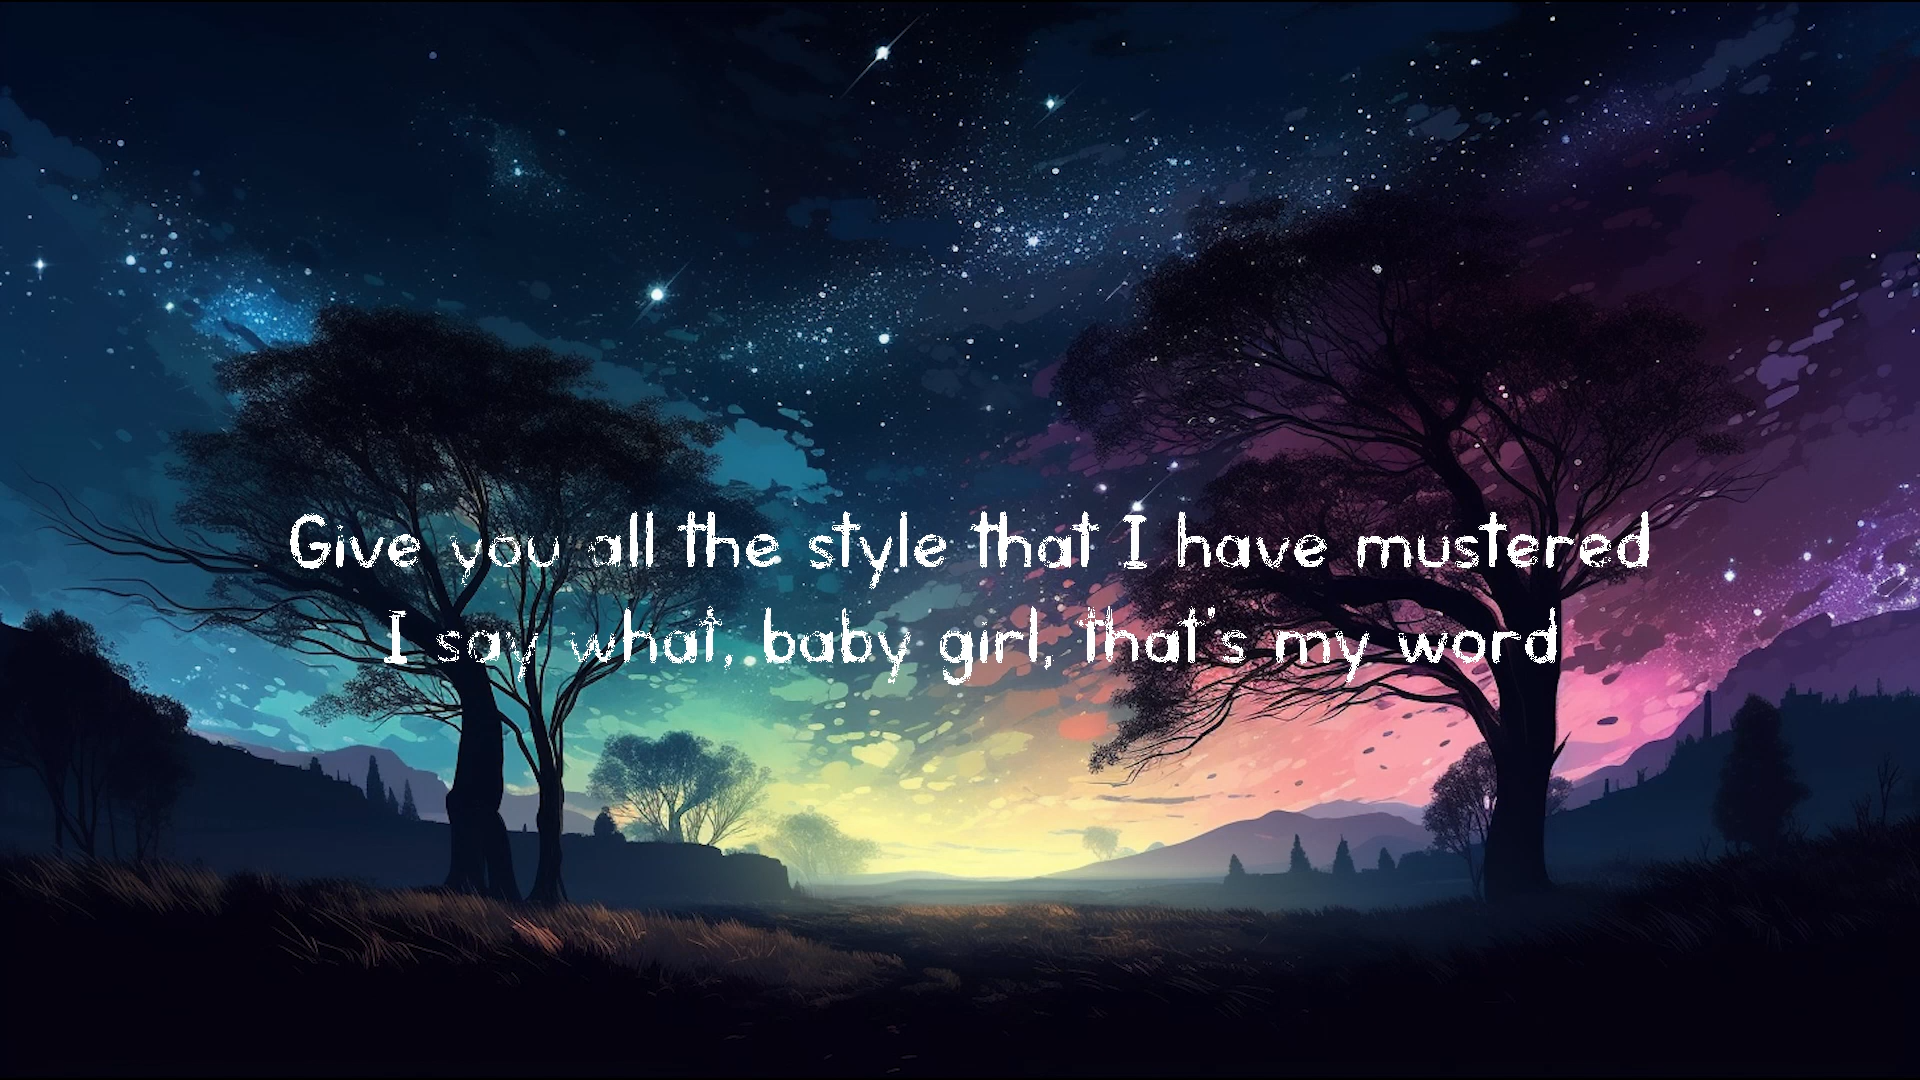 Give you all the style that I have mustered
I say what, baby girl, that's my word